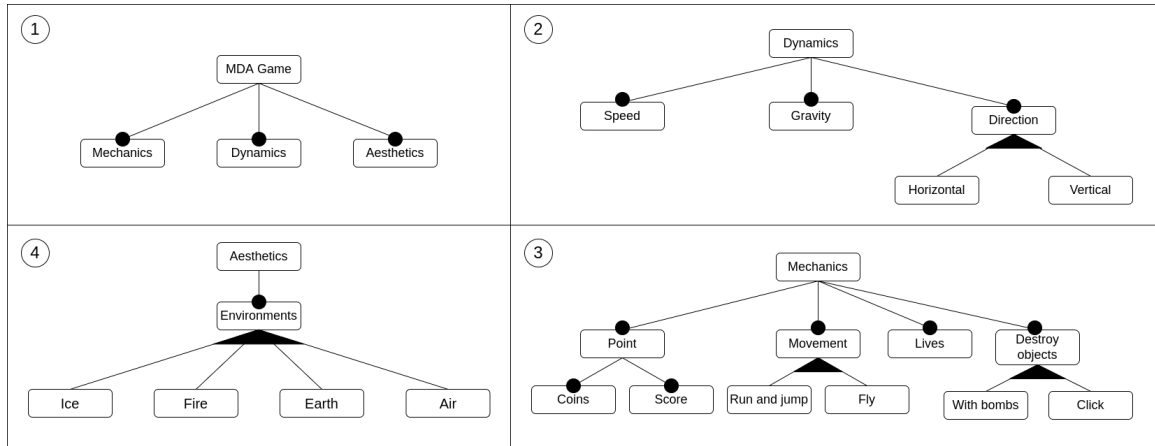 1
MDA Game
Mechanics
Dynamics
Aesthetics
2
Dynamics
Speed
Gravity
Direction
Horizontal
Vertical
4
Aesthetics
Environments
Ice
Fire
Earth
Air
3
Mechanics
Point
Movement
Lives
Destroy
objects
Coins
Score
Run and jump
Fly
With bombs
Click